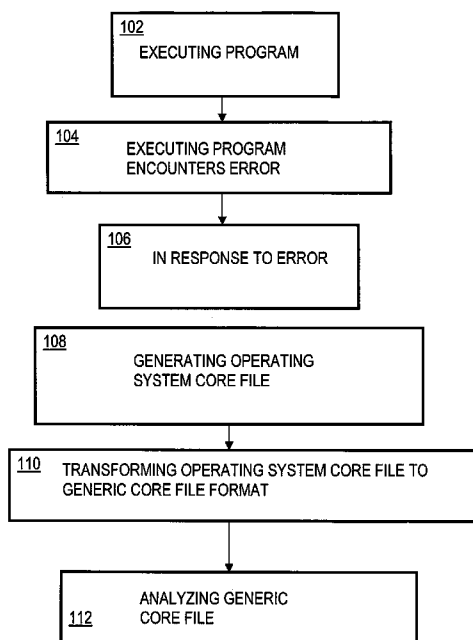 102
EXECUTING PROGRAM
104
EXECUTING PROGRAM
ENCOUNTERS ERROR
106
IN RESPONSE TO ERROR
108
GENERATING OPERATING
SYSTEM CORE FILE
110
TRANSFORMING OPERATING SYSTEM CORE FILE TO
GENERIC CORE FILE FORMAT
ANALYZING GENERIC
112
CORE FILE